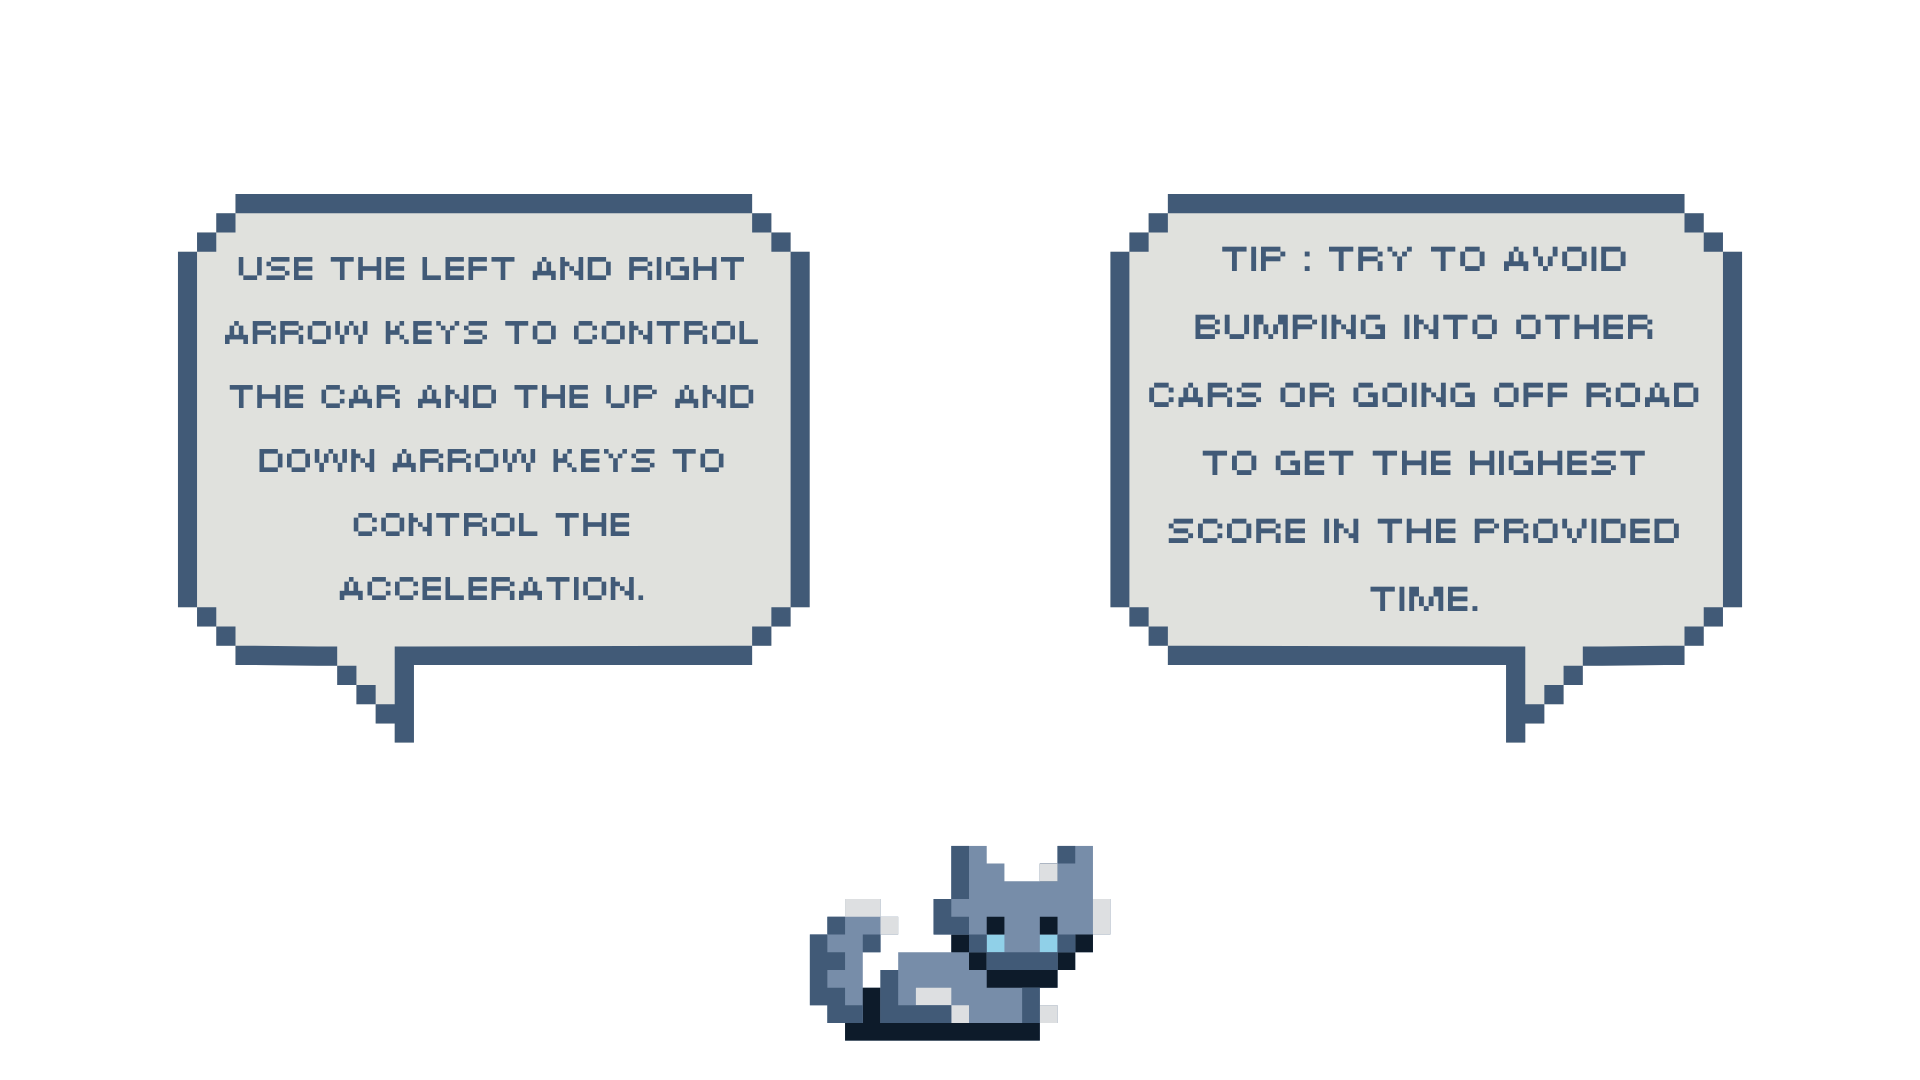 USE THE LEFT AND RIGHT
ARROW KEYS TO CONTROL
THE CAR AND THE UP AND
DOWN ARROW KEYS TO
CONTROL THE
ACCELERATION.
TIP : TRY TO AVOID
BUMPING INTO OTHER
CARS OR GOING OFF ROAD
TO GET THE HIGHEST
SCORE IN THE PROVIDED
TIME.